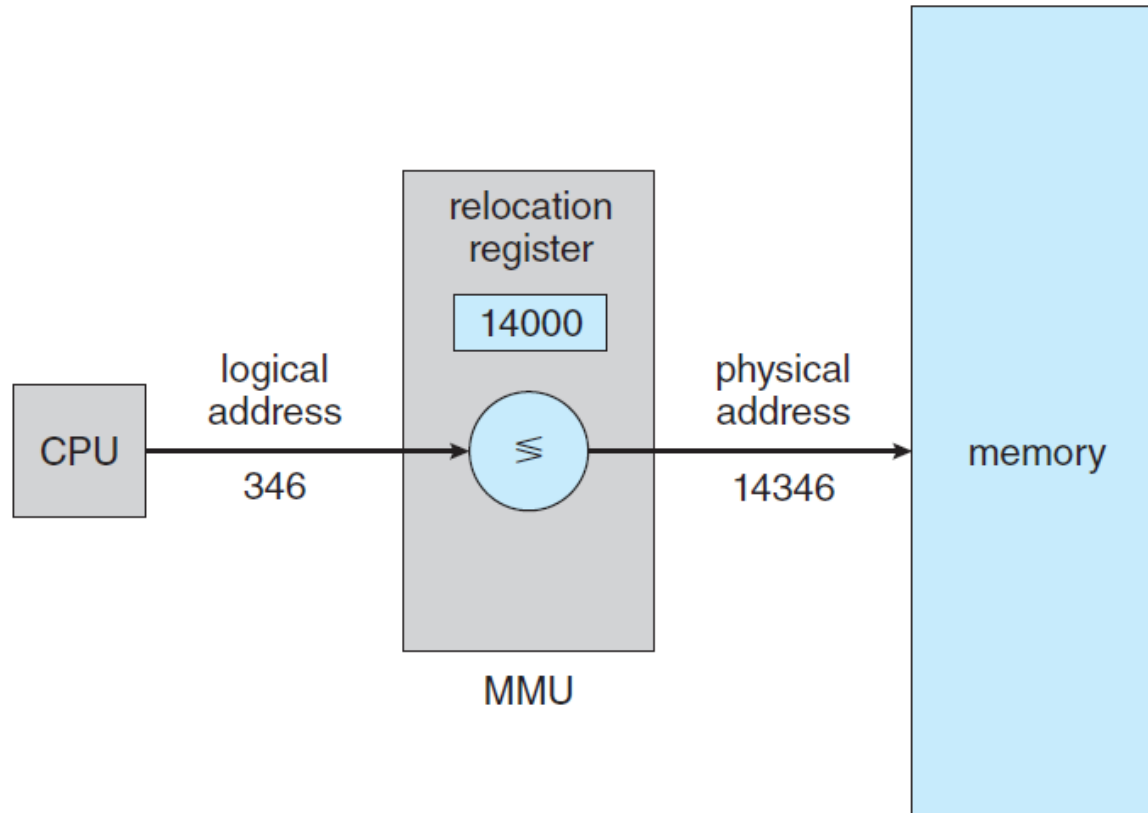 relocation
register
14000
logical
address
physical
address
CPU
≶
memory
346
14346
MMU